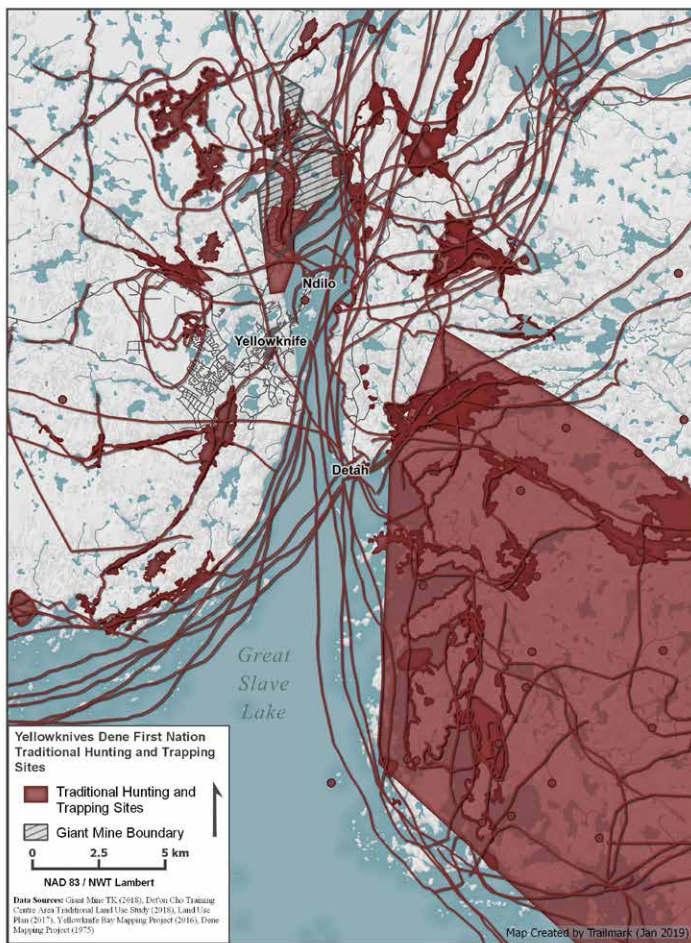 Ndilo
Yellowknife
Detah
Great
Slave
Lake
Yellowknives Dene First Nation
Traditional Hunting and Trapping
Sites
Traditional Hunting and
Trapping Sites
Giant Mine Boundary
0 2.5 5 km
NAD 83 / NWT Lambert
Data Sources: Giant Mine TK (2018), Det'on Cho Training
Centre Area Traditional Land Use Study (2018), Land Use
Plan (2017), Yellowknife Bay Mapping Project (2016), Dene
Mapping Project (1975)
Map Created by Trailmark (Jan 2019)